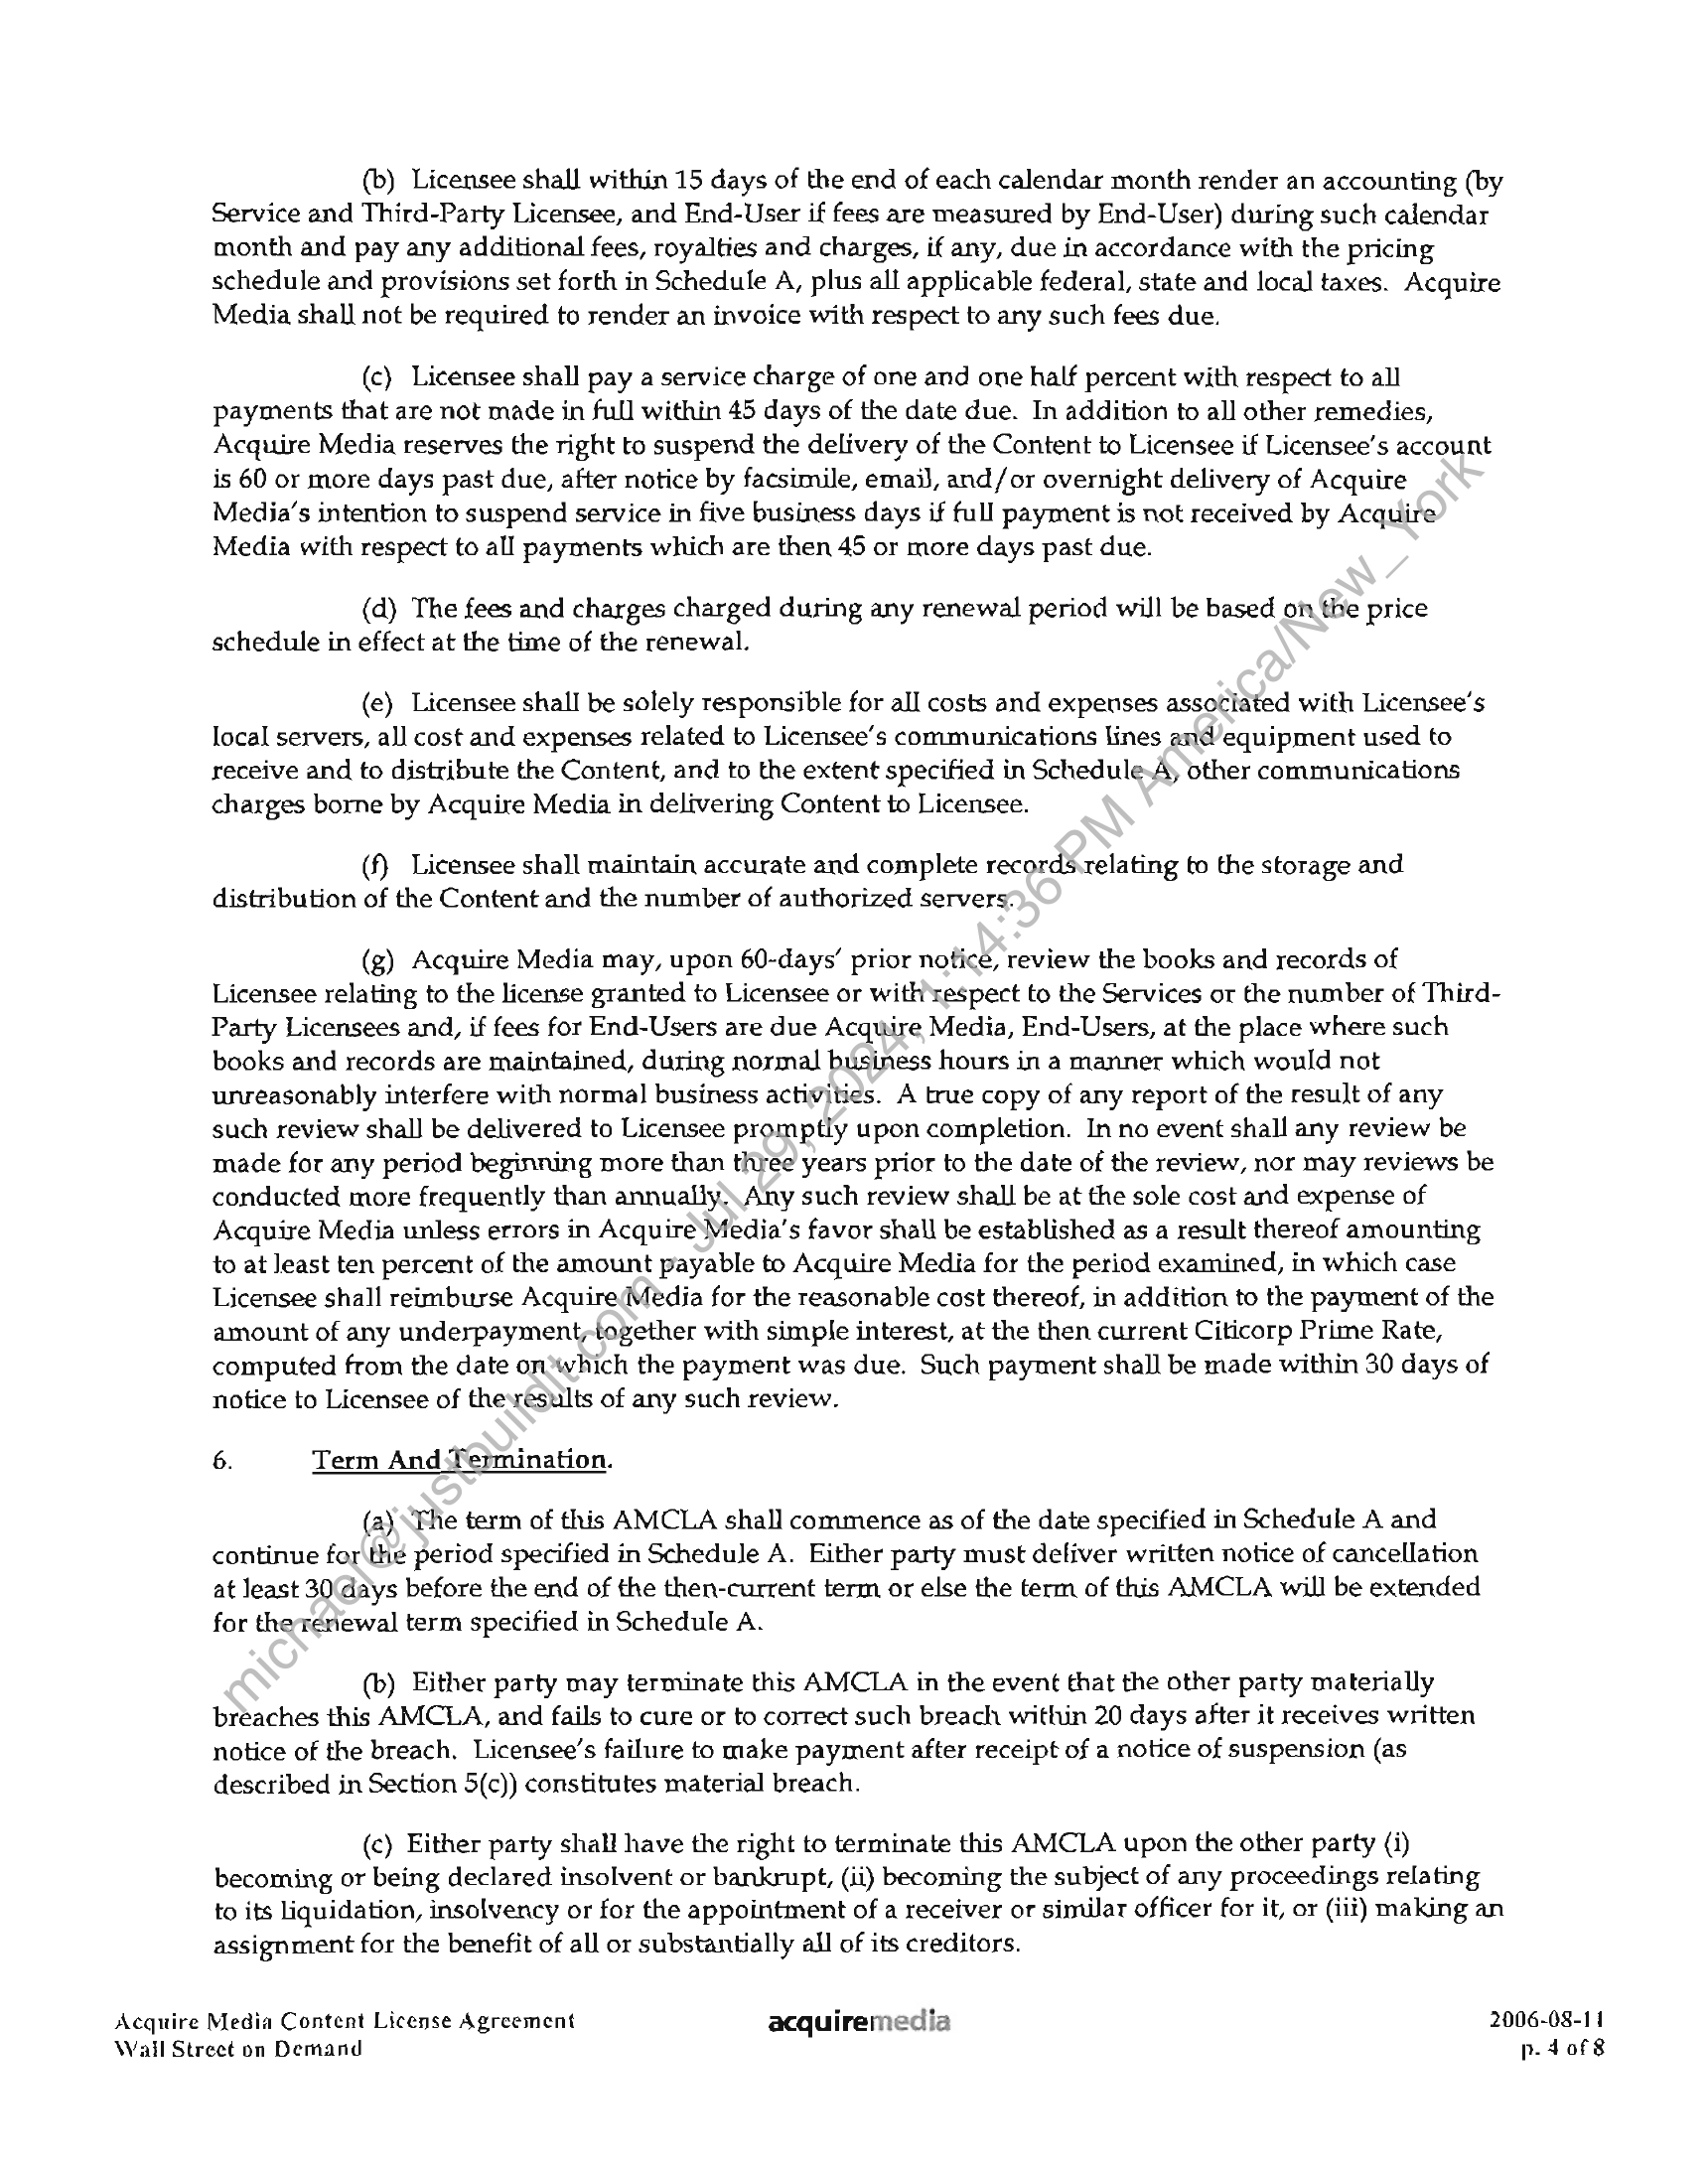 (b) Licensee shall within 15 days of the end of each calendar month render an accounting (by
Service and Third-Party Licensee, and End-User if fees are measured by End-User) during such calendar
month and pay any additional fees, royalties and charges, if any, due in accordance with the pricing
schedule and provisions set forth in Schedule A, plus all applicable federal, state and local taxes. Acquire
Media shall not be required to render an invoice with respect to any such fees due.
(c) Licensee shall pay a service charge of one and one half percent with respect to all
payments that are not made in full within 45 days of the date due. In addition to all other remedies,
Acquire Media reserves the right to suspend the delivery of the Content to Licensee if Licensee's account
is 60 or more days past due, after notice by facsimile, email, and/or overnight delivery of Acquire
Media's intention to suspend service in five business days if full payment is not received by Acquire
Media with respect to all payments which are then 45 or more days past due.
(d) The fees and charges charged during any renewal period will be based on the price
schedule in effect at the time of the renewal.
(e) Licensee shall be solely responsible for all costs and expenses associated with Licensee's
local servers, all cost and expenses related to Licensee's communications lines and equipment used to
receive and to distribute the Content, and to the extent specified in Schedule A, other communications
charges borne by Acquire Media in delivering Content to Licensee.
(f) Licensee shall maintain accurate and complete records relating to the storage and
distribution of the Content and the number of authorized servers.
(g) Acquire Media may, upon 60-days' prior notice, review the books and records of
Licensee relating to the license granted to Licensee or with respect to the Services or the number of Third-
Party Licensees and, if fees for End-Users are due Acquire Media, End-Users, at the place where such
books and records are maintained, during normal business hours in a manner which would not
unreasonably interfere with normal business activities. A true copy of any report of the result of any
such review shall be delivered to Licensee promptly upon completion. In no event shall any review be
made for any period beginning more than three years prior to the date of the review, nor may reviews be
conducted more frequently than annually. Any such review shall be at the sole cost and expense of
Acquire Media unless errors in Acquire Media's favor shall be established as a result thereof amounting
to at least ten percent of the amount payable to Acquire Media for the period examined, in which case
Licensee shall reimburse Acquire Media for the reasonable cost thereof, in addition to the payment of the
amount of any underpayment, together with simple interest, at the then current Citicorp Prime Rate,
computed from the date on which the payment was due. Such payment shall be made within 30 days of
notice to Licensee of the results of any such review.
6. Term And Termination.
(a) The term of this AMCLA shall commence as of the date specified in Schedule A and
continue for the period specified in Schedule A. Either party must deliver written notice of cancellation
at least 30 days before the end of the then-current term or else the term of this AMCLA will be extended
for the renewal term specified in Schedule A.
(b) Either party may terminate this AMCLA in the event that the other party materially
breaches this AMCLA, and fails to cure or to correct such breach within 20 days after it receives written
notice of the breach. Licensee's failure to make payment after receipt of a notice of suspension (as
described in Section 5(c)) constitutes material breach.
(c) Either party shall have the right to terminate this AMCLA upon the other party (i)
becoming or being declared insolvent or bankrupt, (ii) becoming the subject of any proceedings relating
to its liquidation, insolvency or for the appointment of a receiver or similar officer for it, or (iii) making an
assignment for the benefit of all or substantially all of its creditors.
Acquire Media Content License Agreement acquiremedia 2006-08-11
Wall Street on Demand p. 4 of 8
michael@justbuildit.com - Jul 29, 2024, 1:14:36 PM America/New_York